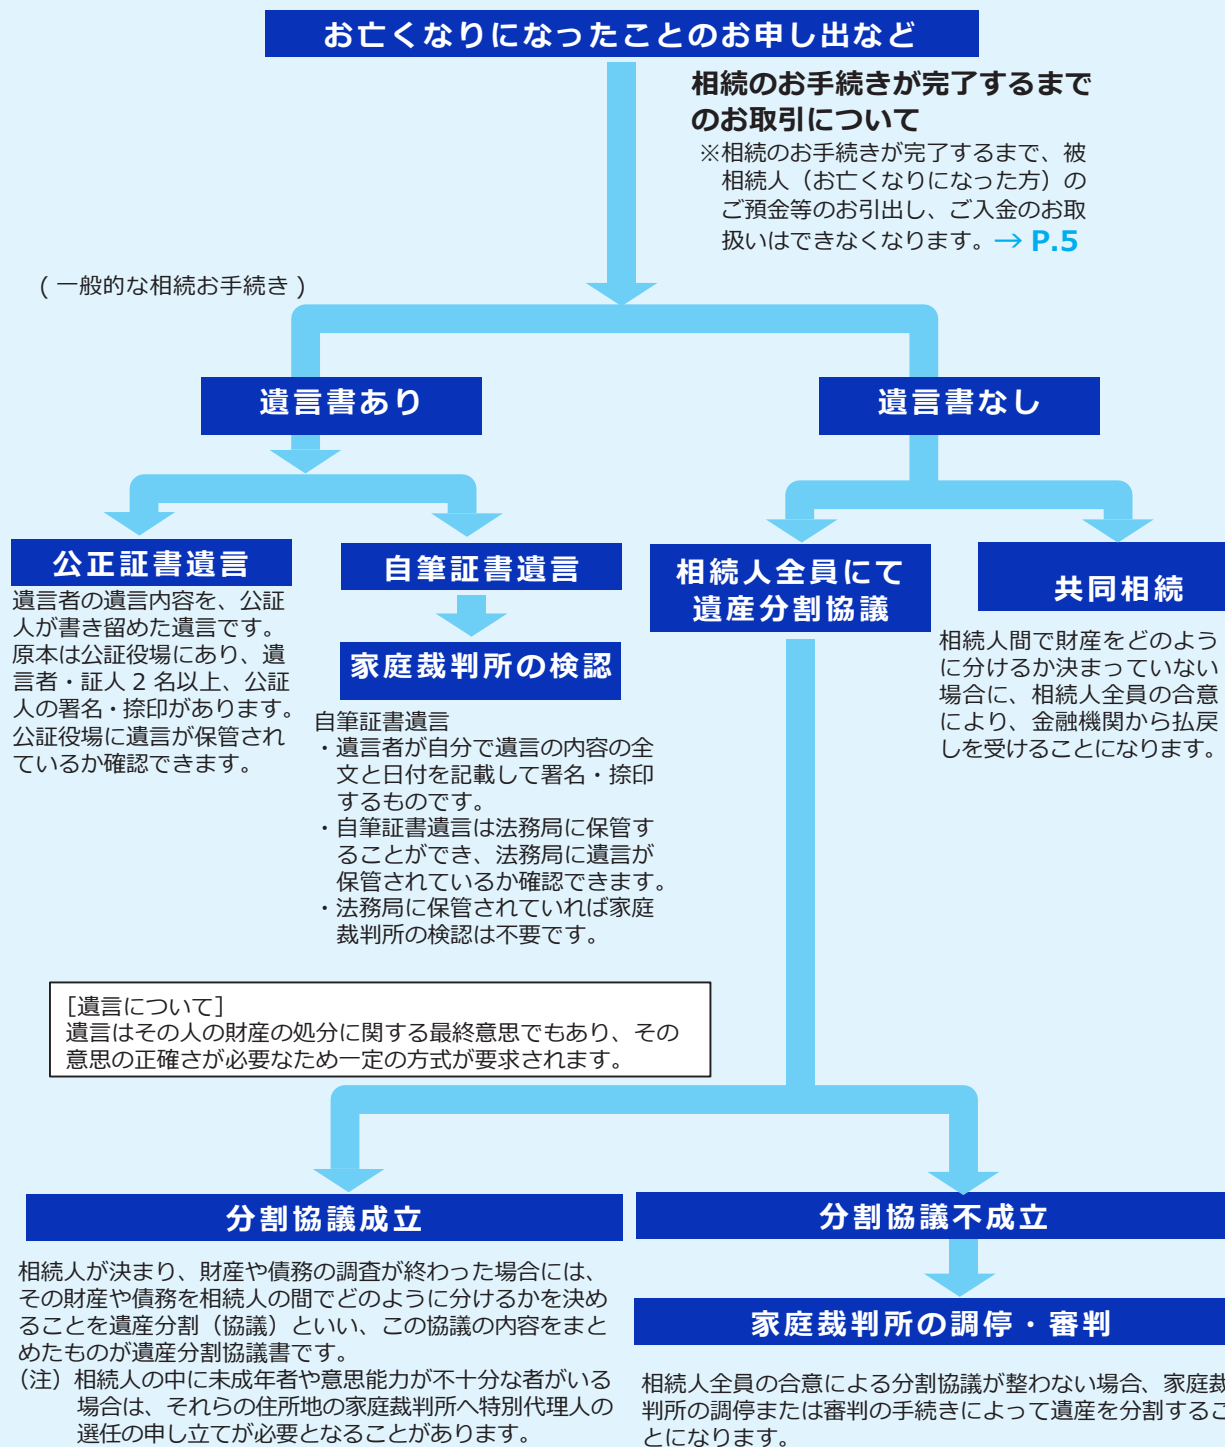 お亡くなりになったことのお申し出など
相続のお手続きが完了するまで
のお取引について
※相続のお手続きが完了するまで、被
相続人（お亡くなりになった方）の
ご預金等のお引出し、ご入金のお取
扱いはできなくなります。→ P.5
( 一般的な相続お手続き )
遺言書あり
遺言書なし
公正証書遺言
遺言者の遺言内容を、公証
人が書き留めた遺言です。
原本は公証役場にあり、遺
言者・証人 2 名以上、公証
人の署名・捺印があります。
公証役場に遺言が保管され
ているか確認できます。
自筆証書遺言
家庭裁判所の検認
自筆証書遺言
・遺言者が自分で遺言の内容の全
文と日付を記載して署名・捺印
するものです。
・自筆証書遺言は法務局に保管す
ることができ、法務局に遺言が
保管されているか確認できます。
・法務局に保管されていれば家庭
裁判所の検認は不要です。
相続人全員にて
遺産分割協議
共同相続
相続人間で財産をどのよう
に分けるか決まっていない
場合に、相続人全員の合意
により、金融機関から払戻
しを受けることになります。
［遺言について］
遺言はその人の財産の処分に関する最終意思でもあり、その
意思の正確さが必要なため一定の方式が要求されます。
分割協議成立
相続人が決まり、財産や債務の調査が終わった場合には、
その財産や債務を相続人の間でどのように分けるかを決め
ることを遺産分割（協議）といい、この協議の内容をまと
めたものが遺産分割協議書です。
（注）相続人の中に未成年者や意思能力が不十分な者がいる
場合は、それらの住所地の家庭裁判所へ特別代理人の
選任の申し立てが必要となることがあります。
分割協議不成立
家庭裁判所の調停・審判
相続人全員の合意による分割協議が整わない場合、家庭裁
判所の調停または審判の手続きによって遺産を分割するこ
とになります。